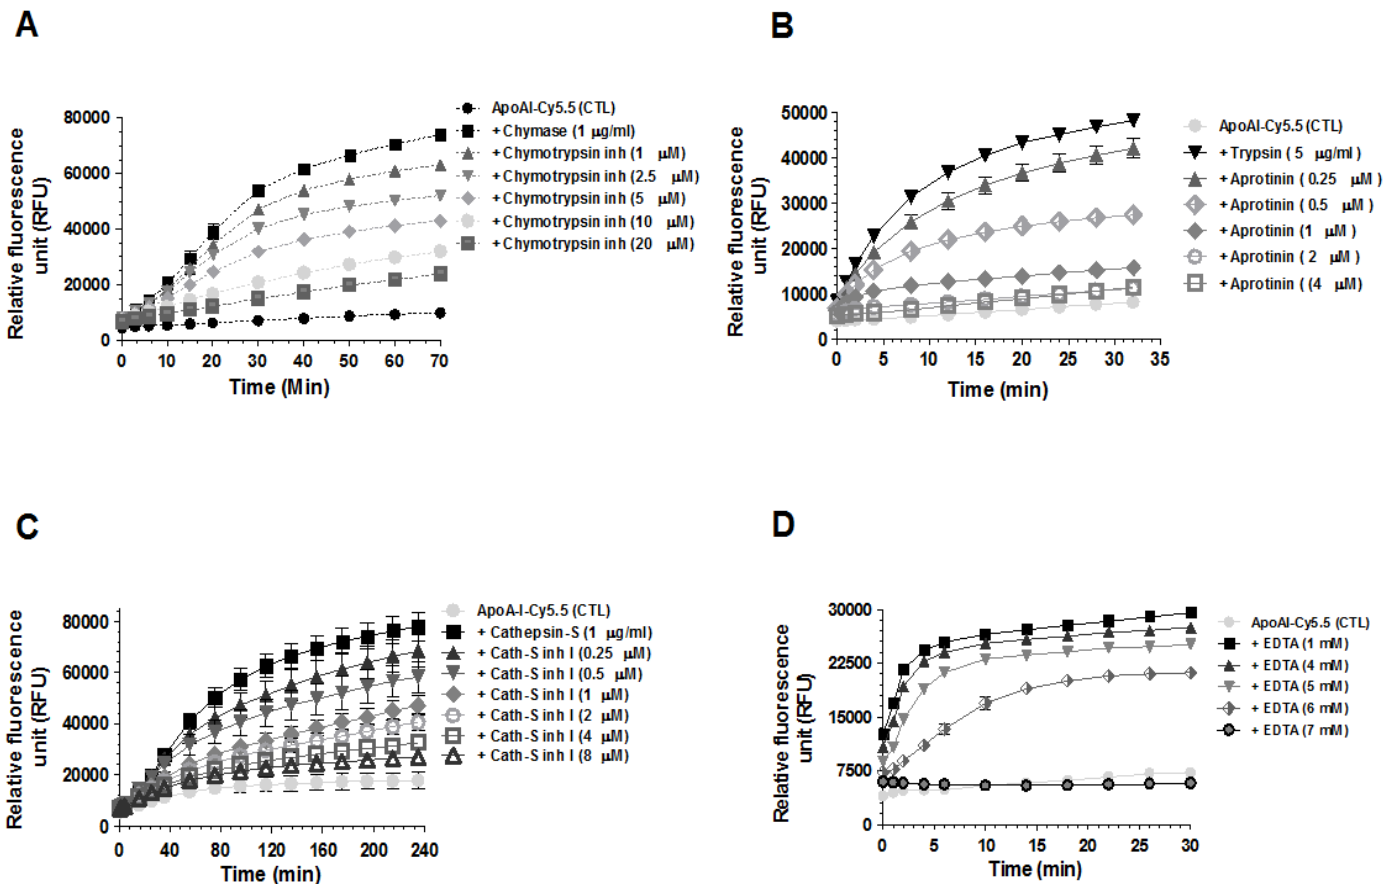 A
Relative fluorescence
unit (RFU)
80000
60000
40000
20000
0
0 10 20 30 40 50 60 70
Time (Min)
ApoAI-Cy5.5 (CTL)
+ Chymase (1 µg/ml)
+ Chymotrypsin inh (1 µM)
+ Chymotrypsin inh (2.5 µM)
+ Chymotrypsin inh (5 µM)
+ Chymotrypsin inh (10 µM)
+ Chymotrypsin inh (20 µM)
B
Relative fluorescence
unit (RFU)
50000
40000
30000
20000
10000
0
0 5 10 15 20 25 30 35
Time (min)
ApoAI-Cy5.5 (CTL)
+ Trypsin ( 5 µg/ml)
+ Aprotinin ( 0.25 µM)
+ Aprotinin ( 0.5 µM)
+ Aprotinin ( 1 µM )
+ Aprotinin ( 2 µM )
+ Aprotinin ( (4 µM)
C
Relative fluorescence
unit (RFU)
80000
60000
40000
20000
0
0 40 80 120 160 200 240
Time (min)
ApoA-I-Cy5.5 (CTL)
+ Cathepsin-S (1 µg/ml)
+ Cath-S inh I (0.25 µM)
+ Cath-S inh I (0.5 µM)
+ Cath-S inh I (1 µM)
+ Cath-S inh I (2 µM)
+ Cath-S inh I (4 µM)
+ Cath-S inh I (8 µM)
D
Relative fluorescence
unit (RFU)
30000
22500
15000
7500
0
0 5 10 15 20 25 30
Time (min)
ApoAI-Cy5.5 (CTL)
+ EDTA (1 mM)
+ EDTA (4 mM)
+ EDTA (5 mM)
+ EDTA (6 mM)
+ EDTA (7 mM)